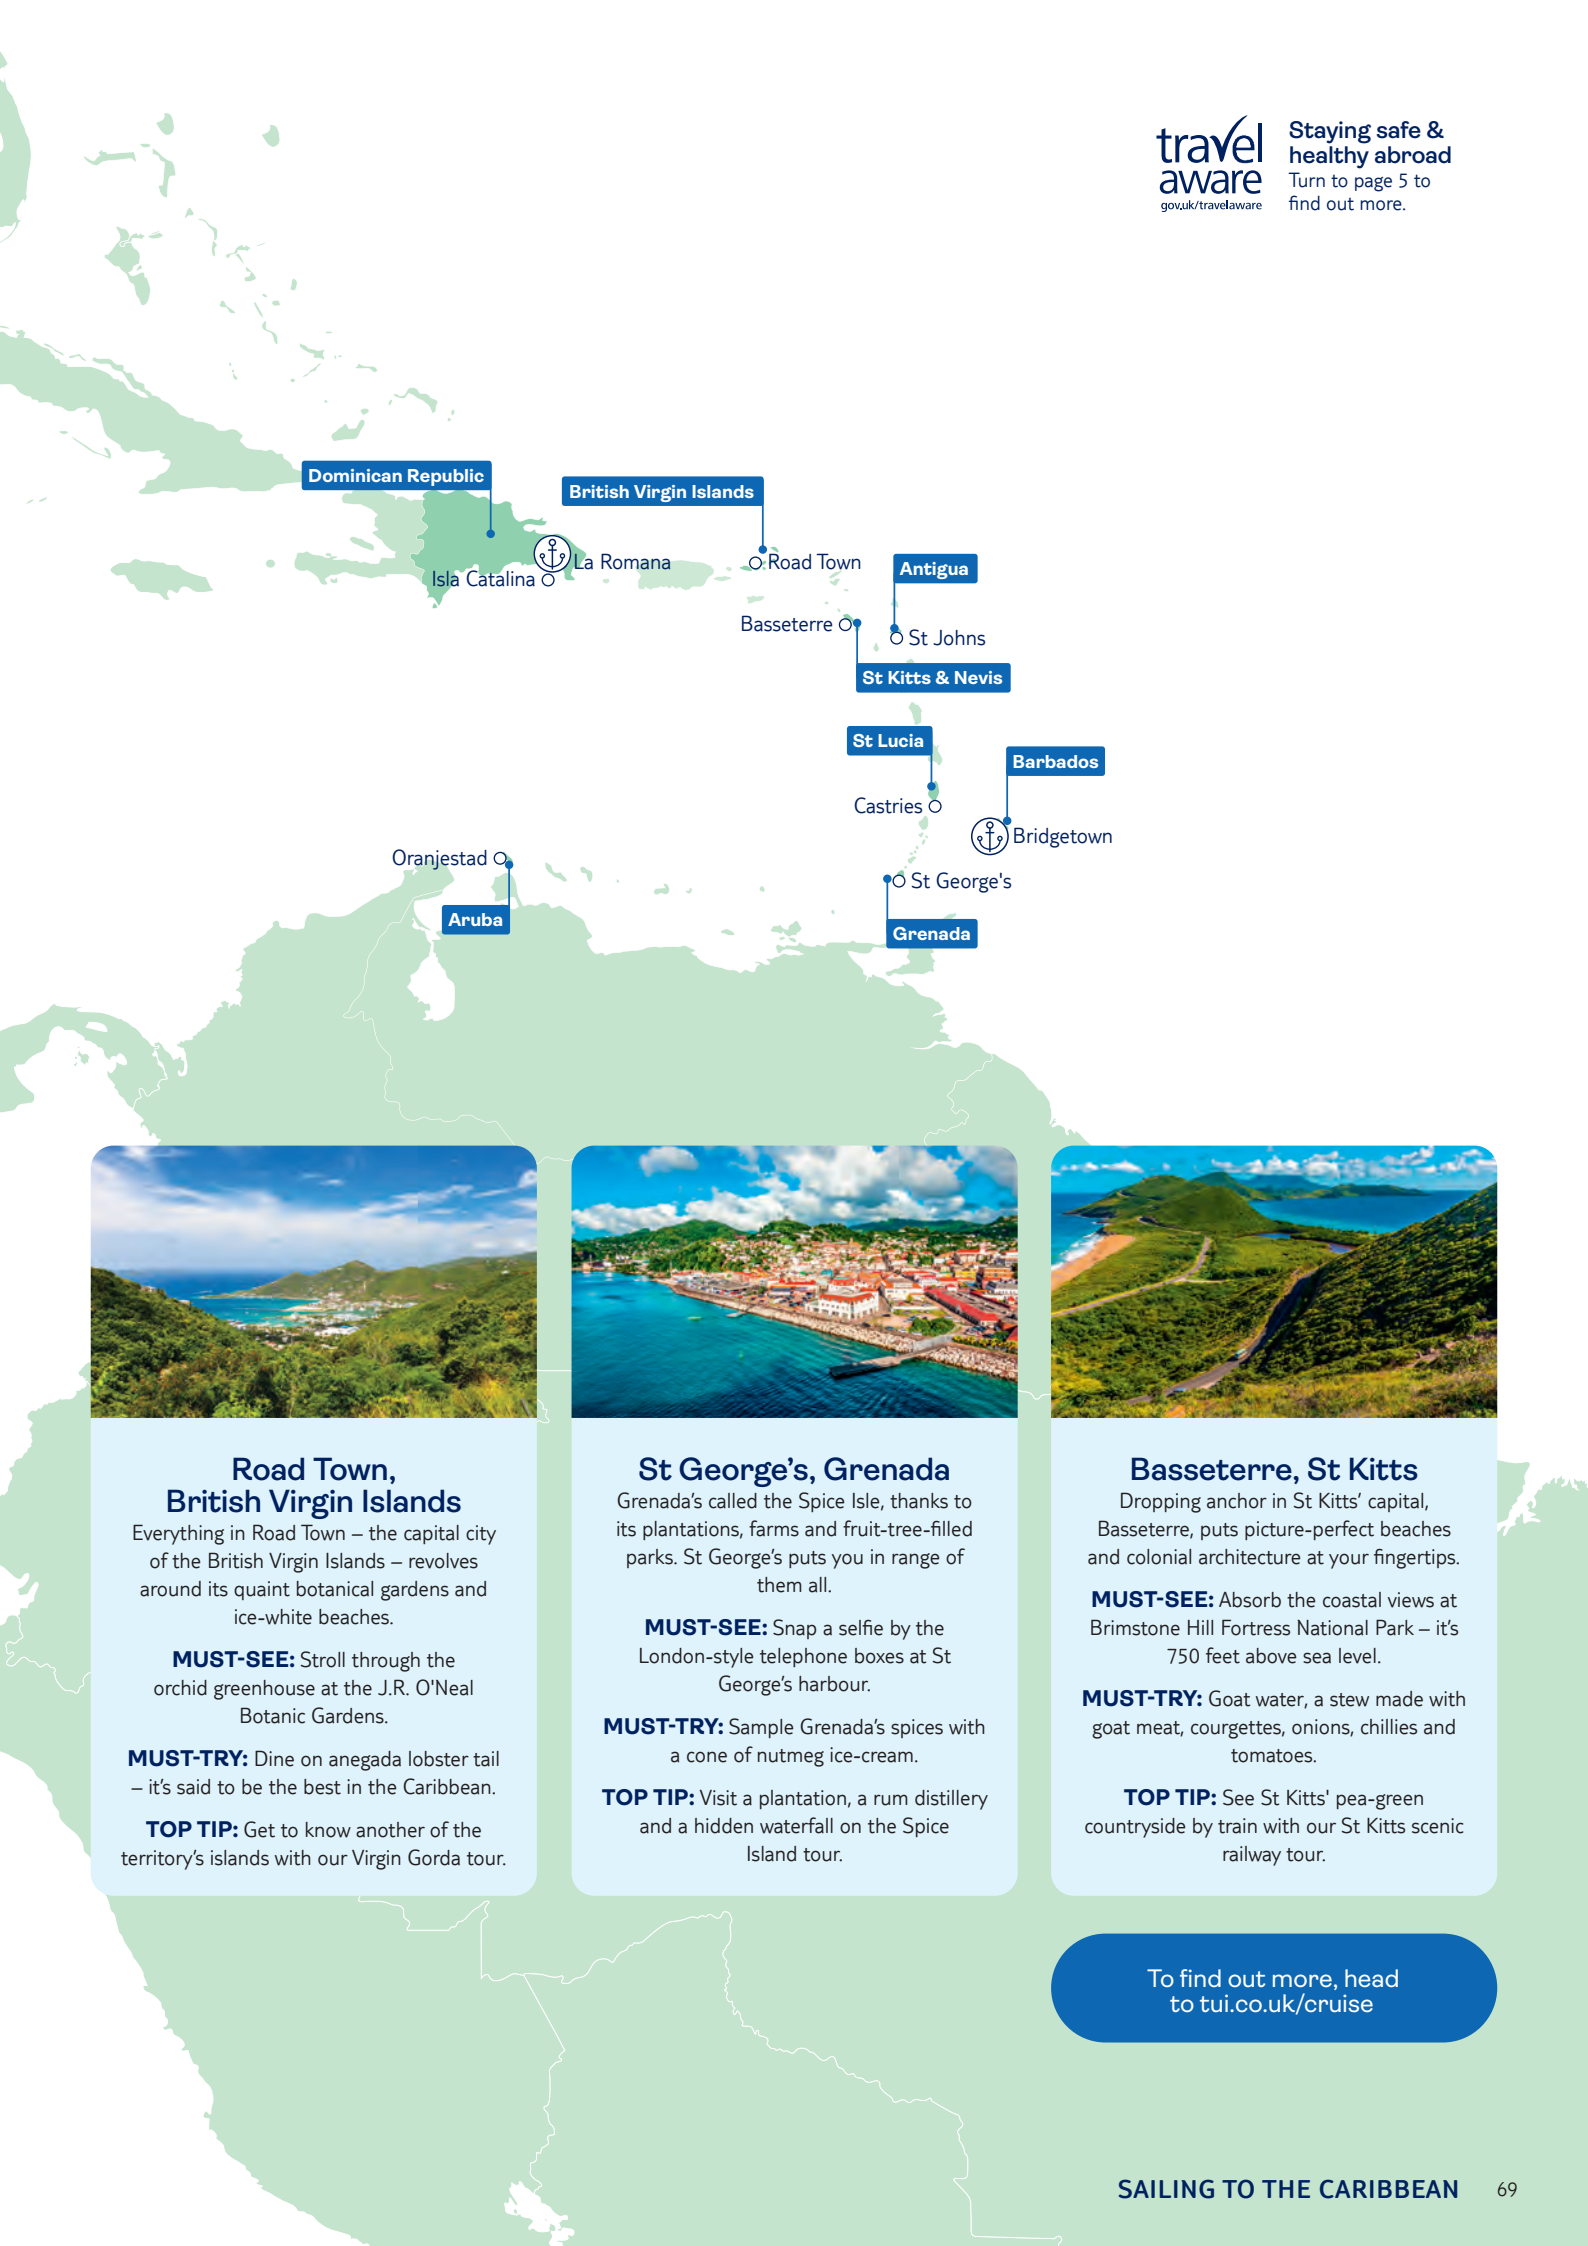 travel
aware
gov.uk/travelaware
Staying safe &
healthy abroad
Turn to page 5 to
find out more.
Dominican Republic
British Virgin Islands
La Romana
Isla Catalina
Road Town
Antigua
Basseterre
St Johns
St Kitts & Nevis
St Lucia
Barbados
Castries
Bridgetown
Oranjestad
St George's
Aruba
Grenada
Road Town,
British Virgin Islands
Everything in Road Town – the capital city
of the British Virgin Islands – revolves
around its quaint botanical gardens and
ice-white beaches.
MUST-SEE: Stroll through the
orchid greenhouse at the J.R. O'Neal
Botanic Gardens.
MUST-TRY: Dine on anegada lobster tail
– it’s said to be the best in the Caribbean.
TOP TIP: Get to know another of the
territory’s islands with our Virgin Gorda tour.
St George’s, Grenada
Grenada’s called the Spice Isle, thanks to
its plantations, farms and fruit-tree-filled
parks. St George’s puts you in range of
them all.
MUST-SEE: Snap a selfie by the
London-style telephone boxes at St
George’s harbour.
MUST-TRY: Sample Grenada’s spices with
a cone of nutmeg ice-cream.
TOP TIP: Visit a plantation, a rum distillery
and a hidden waterfall on the Spice
Island tour.
Basseterre, St Kitts
Dropping anchor in St Kitts’ capital,
Basseterre, puts picture-perfect beaches
and colonial architecture at your fingertips.
MUST-SEE: Absorb the coastal views at
Brimstone Hill Fortress National Park – it’s
750 feet above sea level.
MUST-TRY: Goat water, a stew made with
goat meat, courgettes, onions, chillies and
tomatoes.
TOP TIP: See St Kitts' pea-green
countryside by train with our St Kitts scenic
railway tour.
To find out more, head
to tui.co.uk/cruise
SAILING TO THE CARIBBEAN 69